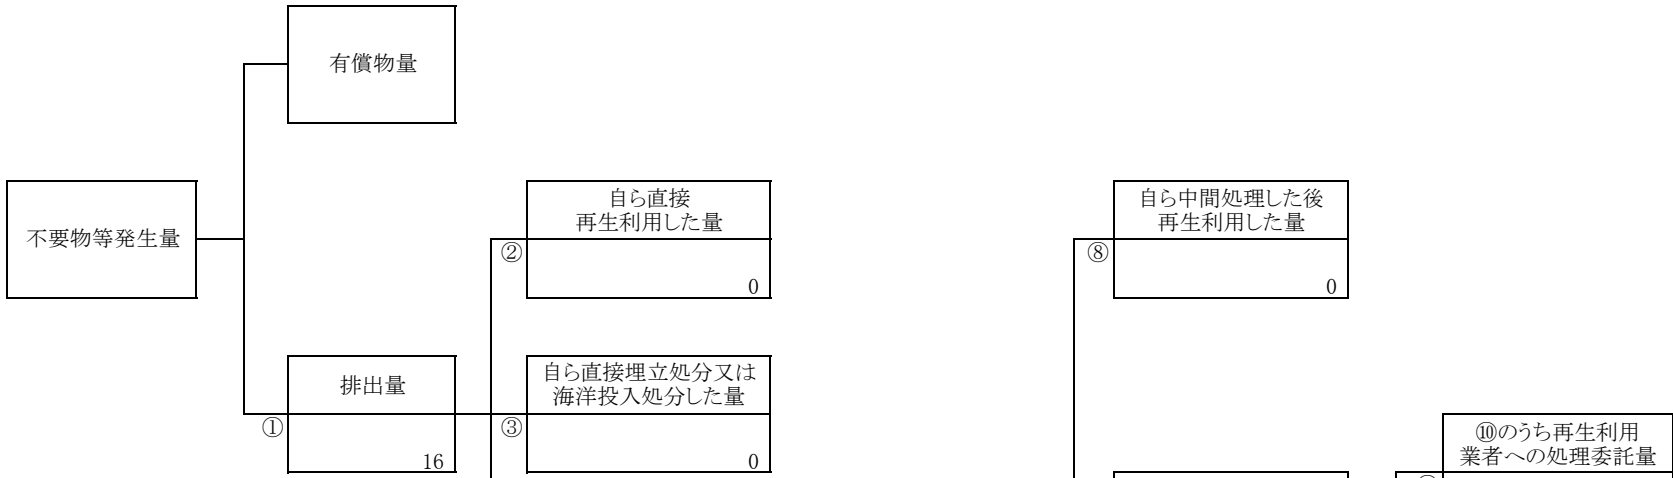 有償物量
不要物等発生量
自ら直接
再生利用した量
②
0
自ら中間処理した後
再生利用した量
⑧
0
排出量
①
16
自ら直接埋立処分又は
海洋投入処分した量
③
0
⑩のうち再生利用
業者への処理委託量